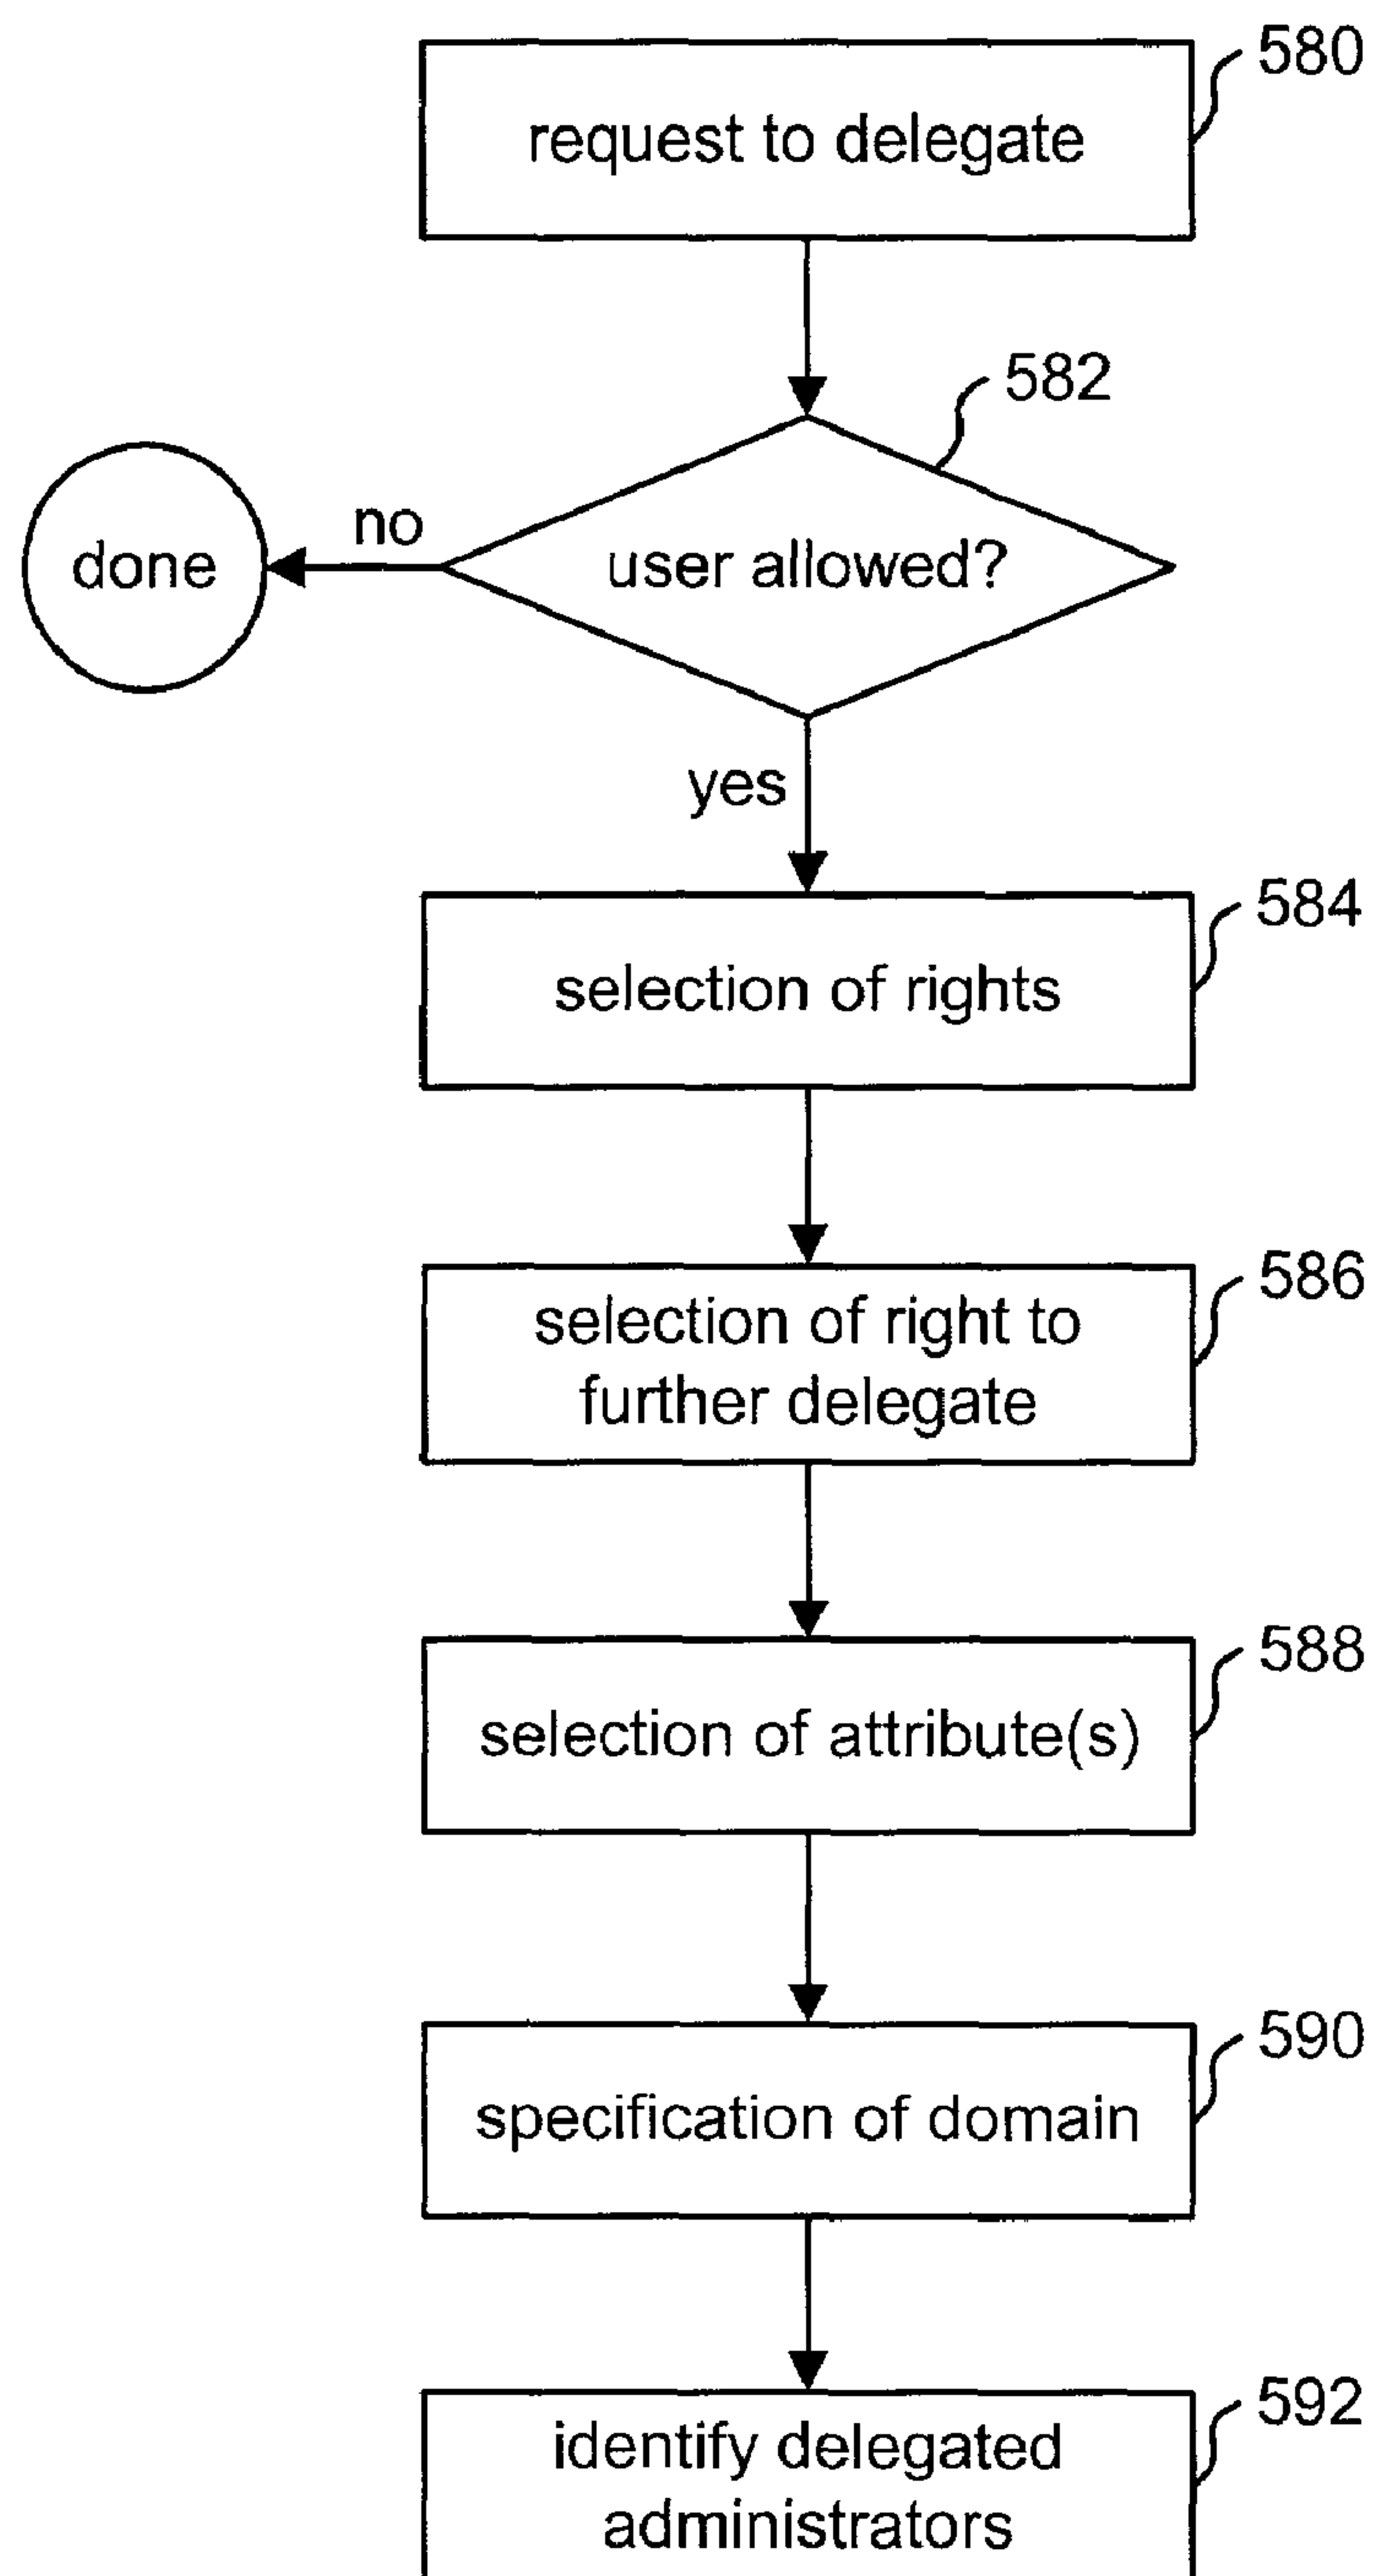 580
request to delegate
582
no
done
user allowed?
yes
584
selection of rights
586
selection of right to
further delegate
588
selection of attribute(s)
590
specification of domain
592
identify delegated
administrators